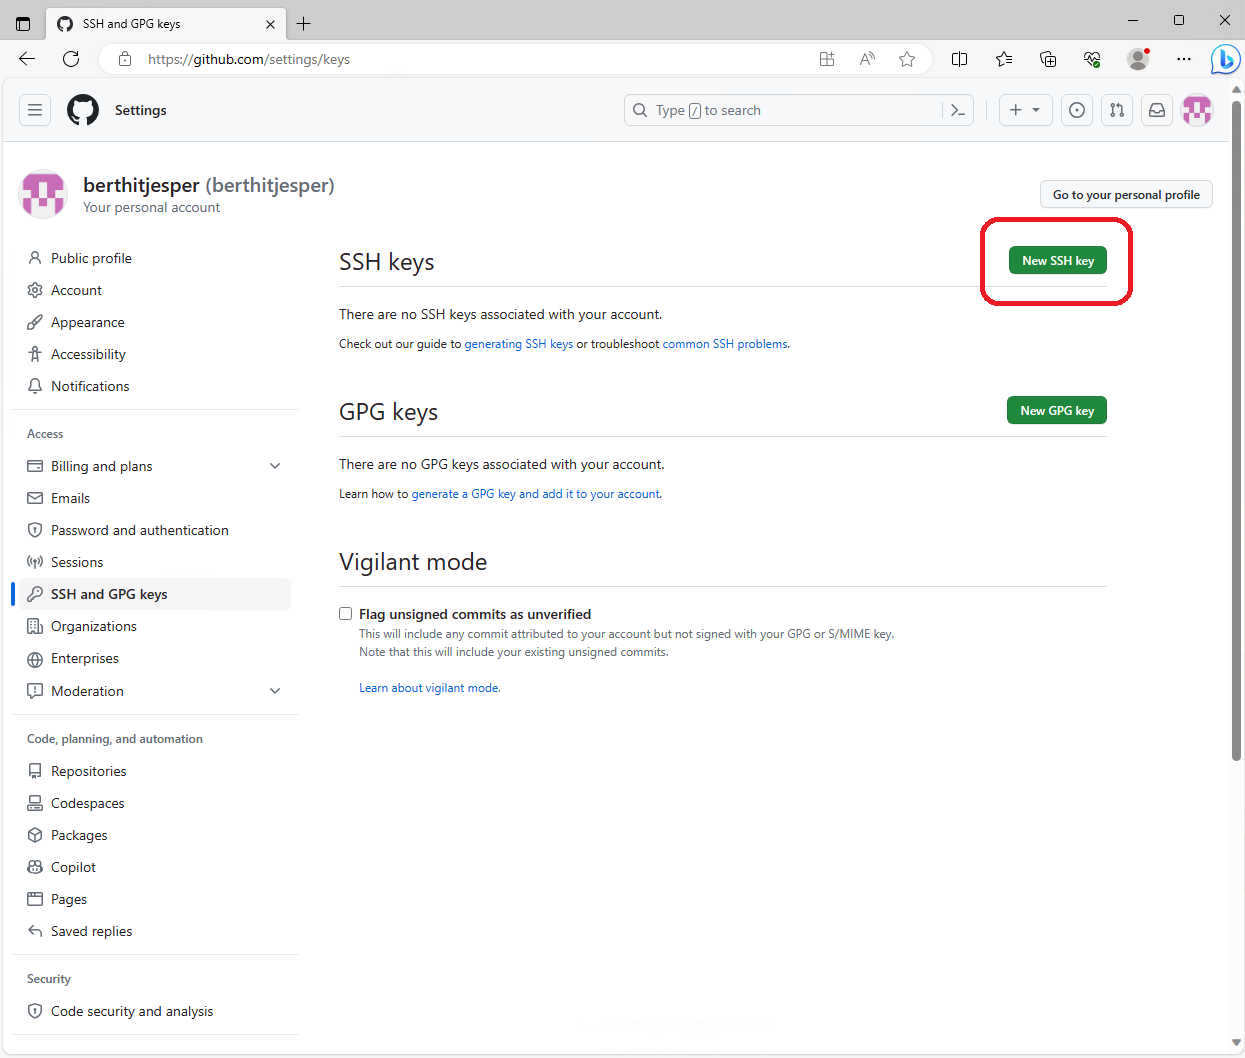 SSH and GPG keys
https://github.com/settings/keys
Settings
Type / to search
berthitjesper (berthitjesper)
Your personal account
Go to your personal profile
Public profile
Account
Appearance
Accessibility
Notifications
Access
Billing and plans
Emails
Password and authentication
Sessions
SSH and GPG keys
Organizations
Enterprises
Moderation
Code, planning, and automation
Repositories
Codespaces
Packages
Copilot
Pages
Saved replies
Security
Code security and analysis
SSH keys
New SSH key
There are no SSH keys associated with your account.
Check out our guide to generating SSH keys or troubleshoot common SSH problems.
GPG keys
New GPG key
There are no GPG keys associated with your account.
Learn how to generate a GPG key and add it to your account.
Vigilant mode
Flag unsigned commits as unverified
This will include any commit attributed to your account but not signed with your GPG or S/MIME key.
Note that this will include your existing unsigned commits.
Learn about vigilant mode.